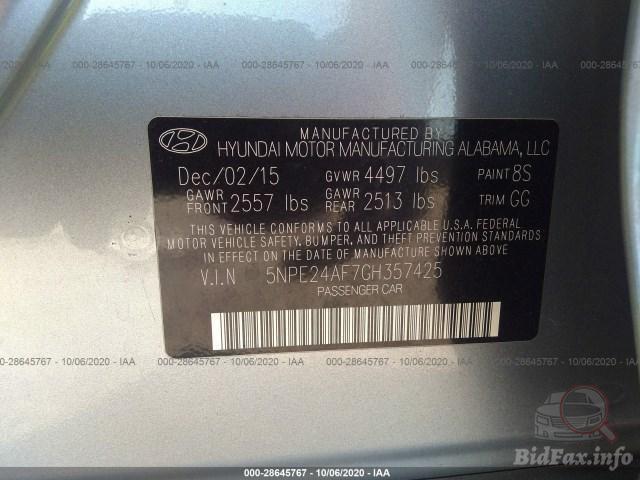 000-28645767 - 10/06/2020 - IAA
MANUFACTURED BY
HYUNDAI MOTOR MANUFACTURING ALABAMA, LLC
Dec/02/15 GVWR 4497 lbs PAINT 8S
GAWR FRONT 2557 lbs GAWR REAR 2513 lbs TRIM GG
THIS VEHICLE CONFORMS TO ALL APPLICABLE U.S.A. FEDERAL
MOTOR VEHICLE SAFETY, BUMPER, AND THEFT PREVENTION STANDARDS
IN EFFECT ON THE DATE OF MANUFACTURE SHOWN ABOVE
V.I.N 5NPE24AF7GH357425
PASSENGER CAR
000-28645767 - 10/06/2020 - IAA
000-28645767 - 10/06/2020 - IAA
BidFax.info